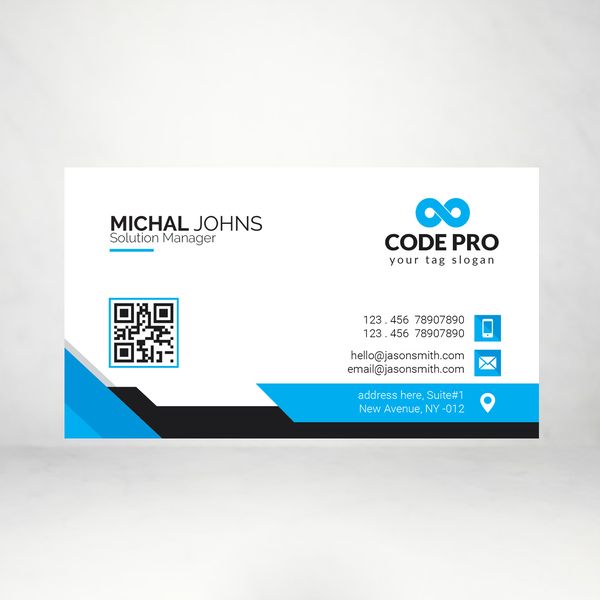 MICHAL JOHNS
Solution Manager
CODE PRO
your tag slogan
123 . 456 78907890
123 . 456 78907890
hello@jasonsmith.com
email@jasonsmith.com
address here, Suite#1
New Avenue, NY -012